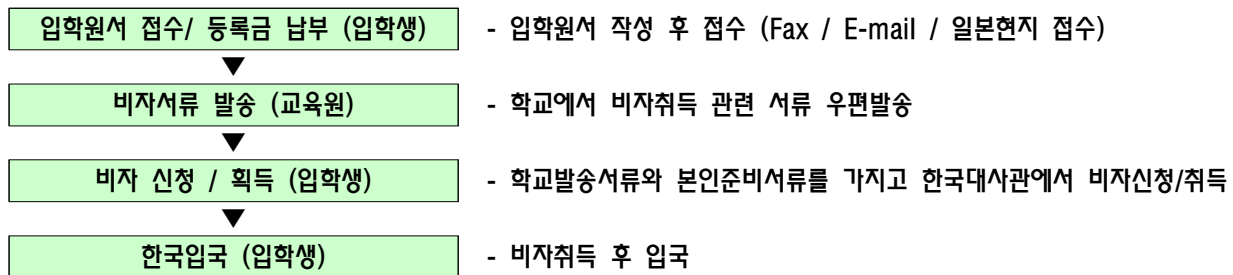 입학원서 접수/ 등록금 납부 (입학생) - 입학원서 작성 후 접수 (Fax / E-mail / 일본현지 접수)
▼
비자서류 발송 (교육원) - 학교에서 비자취득 관련 서류 우편발송
▼
비자 신청 / 획득 (입학생) - 학교발송서류와 본인준비서류를 가지고 한국대사관에서 비자신청/취득
▼
한국입국 (입학생) - 비자취득 후 입국